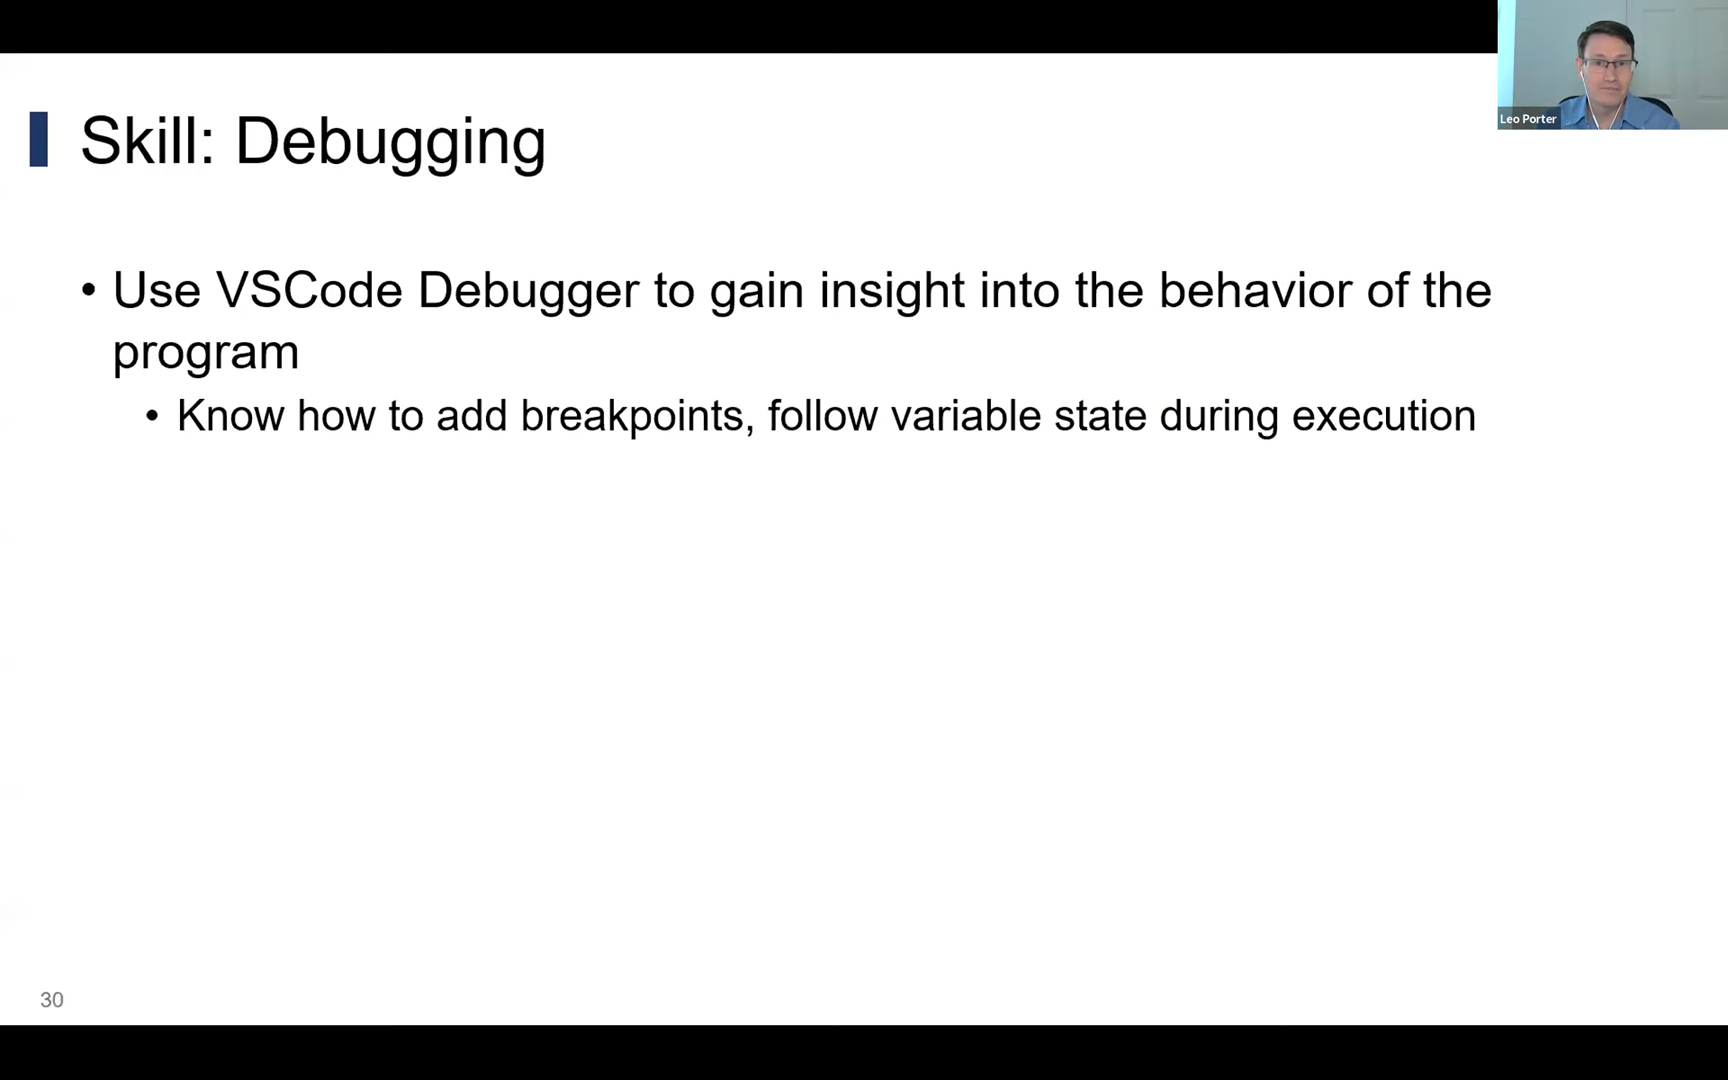 Leo Porter
Skill: Debugging
• Use VSCode Debugger to gain insight into the behavior of the
program
• Know how to add breakpoints, follow variable state during execution
30